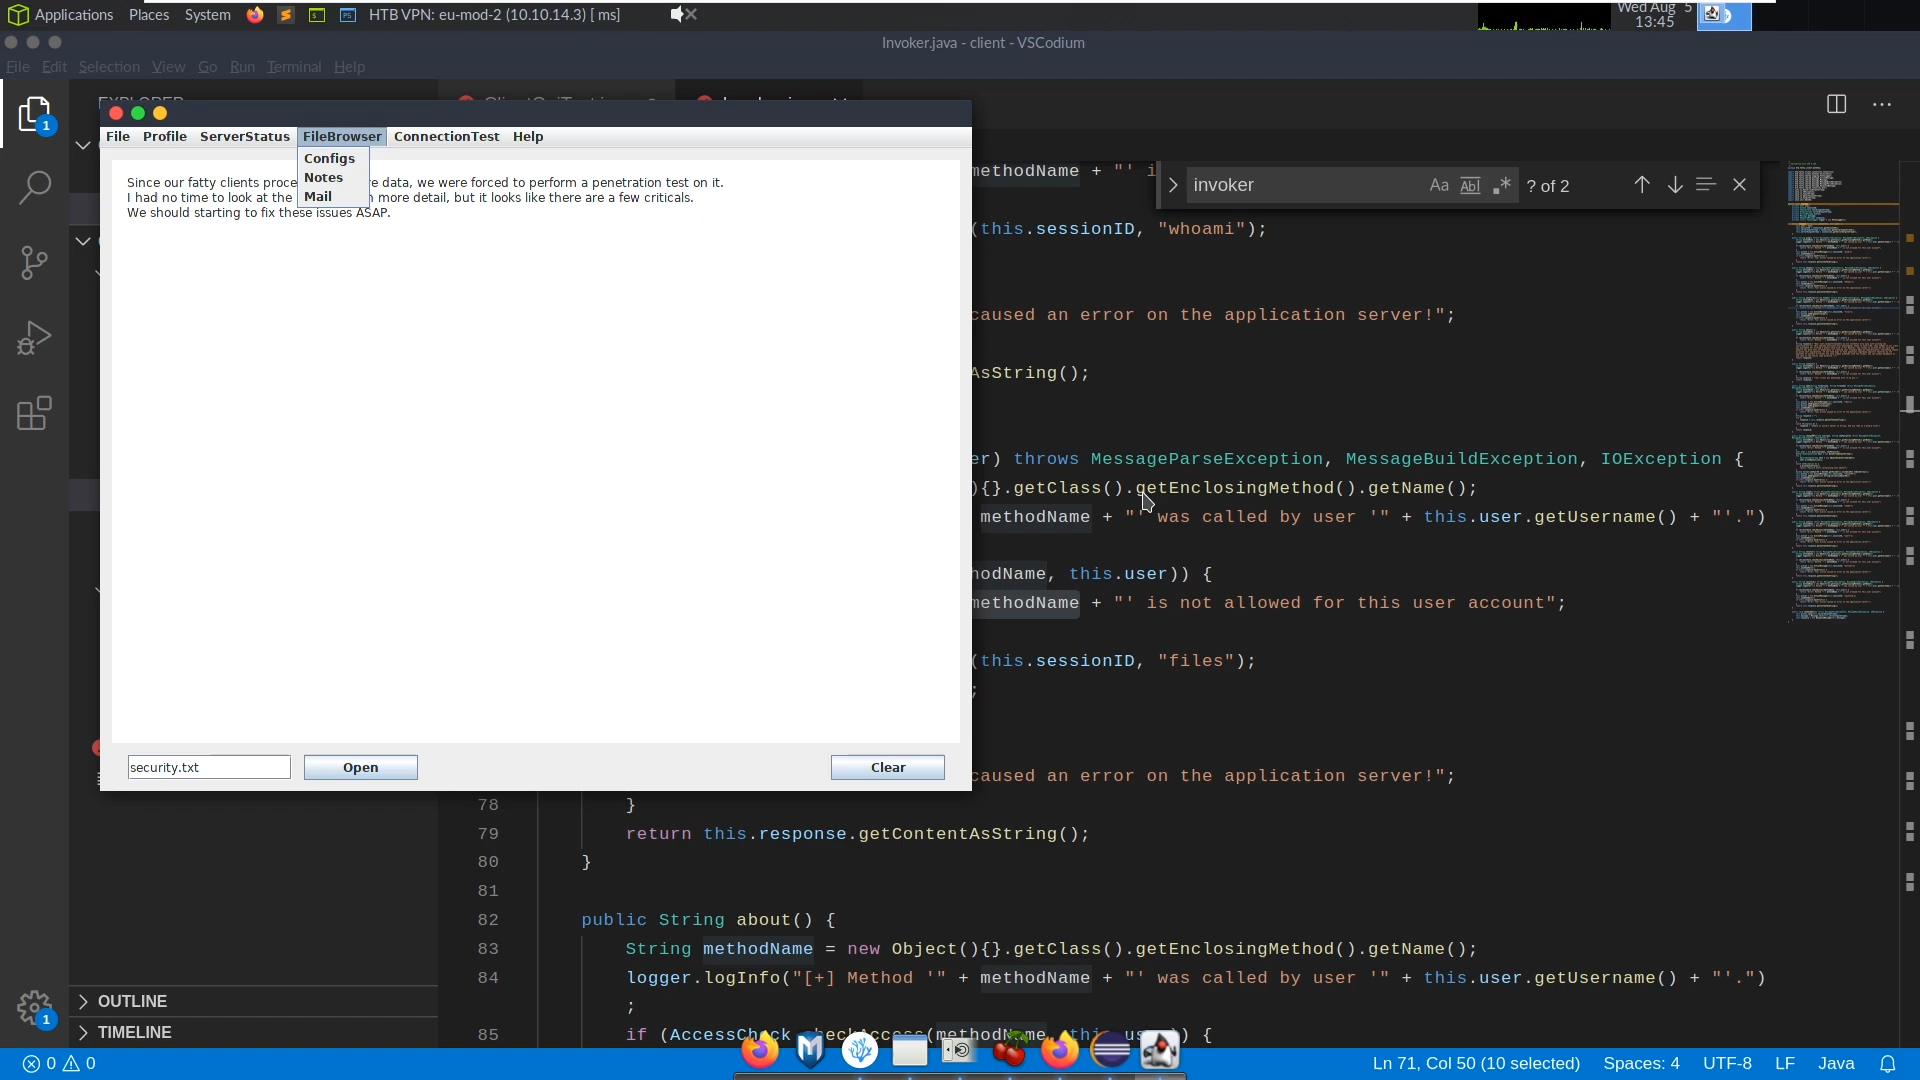 Applications Places System HTB VPN: eu-mod-2 (10.10.14.3) [ ms] Wed Aug 5
13:45
Invoker.java - client - VSCodium
File Edit Selection View Go Run Terminal Help
1
File Profile ServerStatus FileBrowser ConnectionTest Help
Configs
Notes
Mail
Since our fatty clients proce e data, we were forced to perform a penetration test on it.
I had no time to look at the more detail, but it looks like there are a few criticals.
We should starting to fix these issues ASAP.
security.txt Open Clear
invoker Aa Abl ? of 2
methodName + "' i
(this.sessionID, "whoami");
caused an error on the application server!";
AsString();
er) throws MessageParseException, MessageBuildException, IOException {
){}.getClass().getEnclosingMethod().getName();
methodName + "' was called by user '" + this.user.getUsername() + "'.")
hodName, this.user)) {
methodName + "' is not allowed for this user account";
(this.sessionID, "files");
;
caused an error on the application server!";
78 }
79 return this.response.getContentAsString();
80 }
81
82 public String about() {
83 String methodName = new Object(){}.getClass().getEnclosingMethod().getName();
84 logger.logInfo("[+] Method '" + methodName + "' was called by user '" + this.user.getUsername() + "'.")
;
85 if (AccessCheck checkAccess(methodName this.user)) {
OUTLINE
TIMELINE
1
0 0 Ln 71, Col 50 (10 selected) Spaces: 4 UTF-8 LF Java